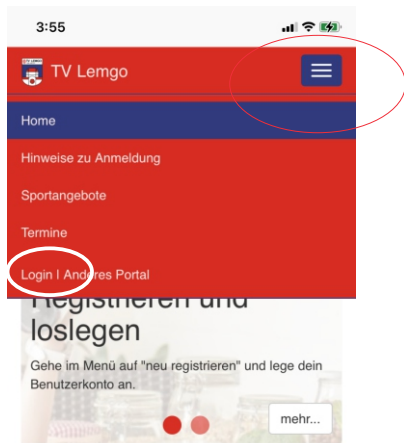 3:55
TV Lemgo
Home
Hinweise zu Anmeldung
Sportangebote
Termine
Login | Anderes Portal
Registrieren und
loslegen
Gehe im Menü auf "neu registrieren" und lege dein
Benutzerkonto an.
mehr...